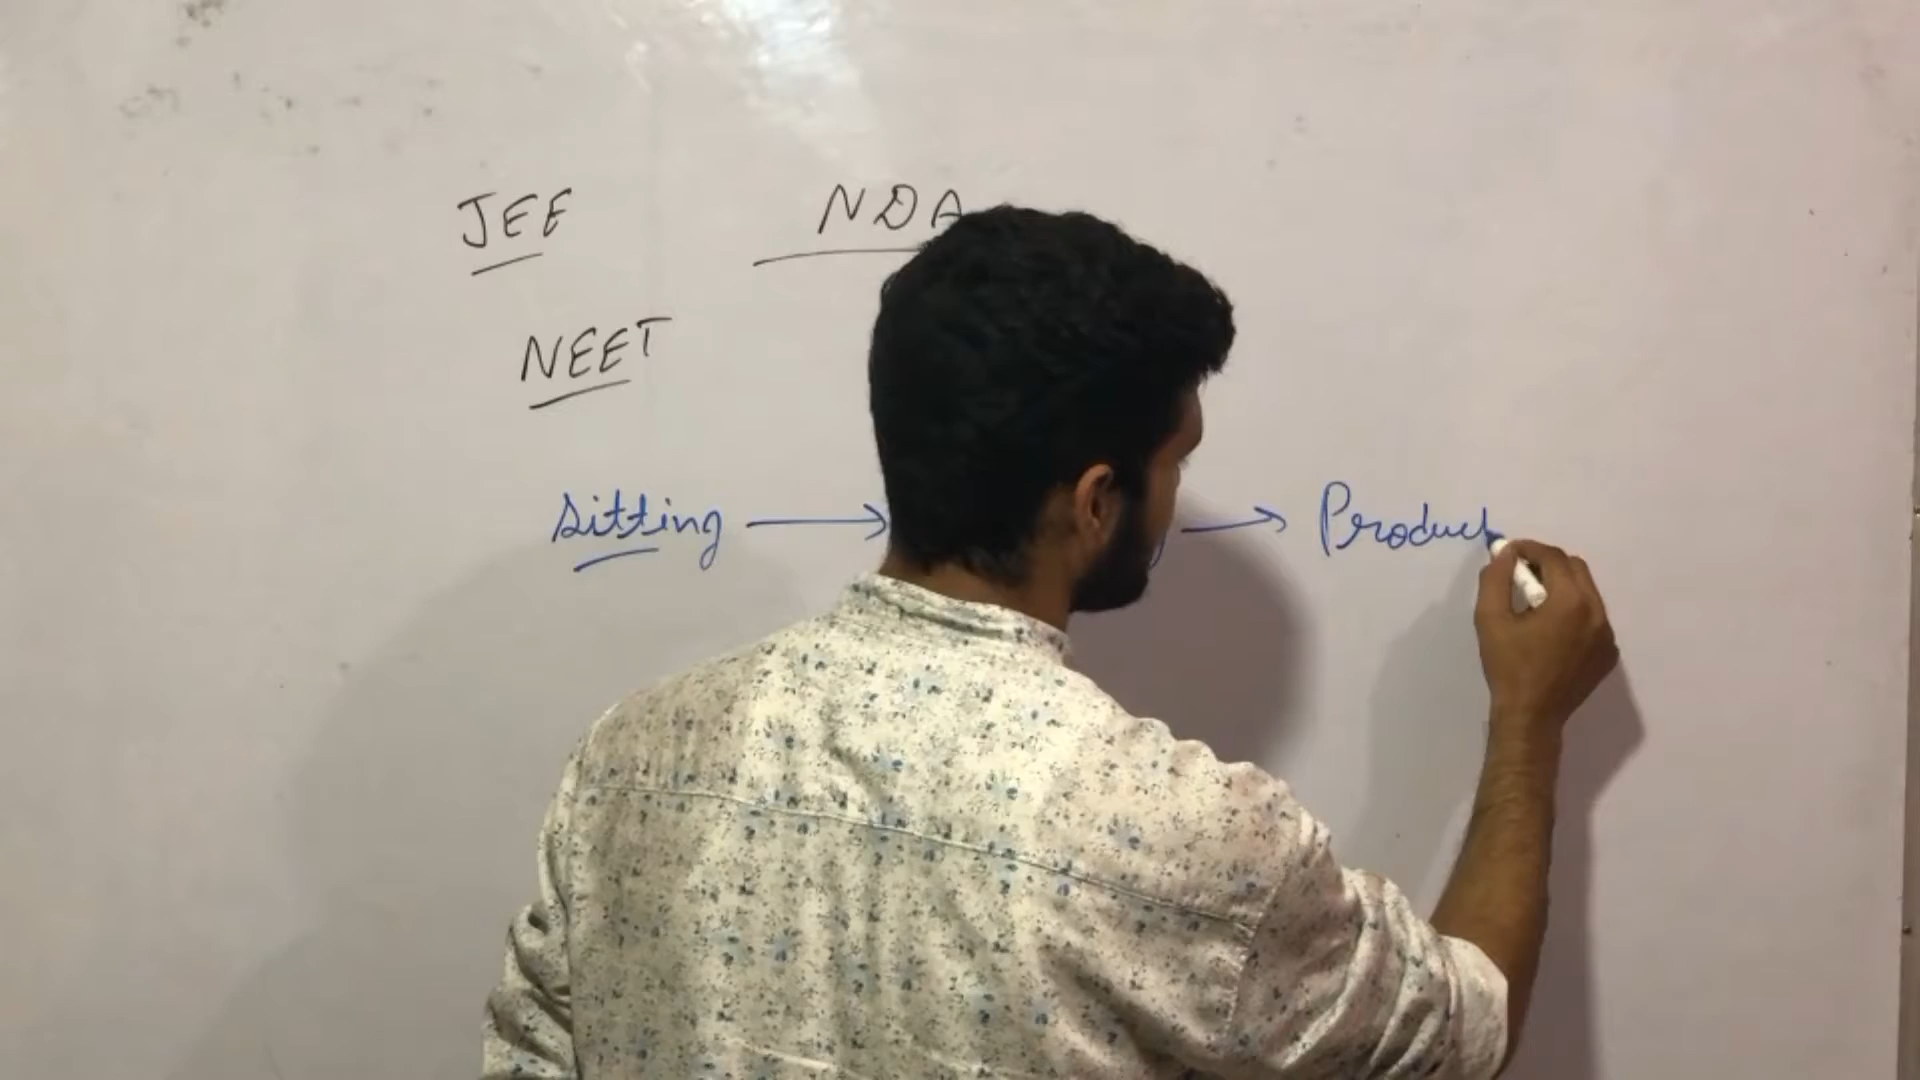 JEE NDA
NEET
sitting → → Product